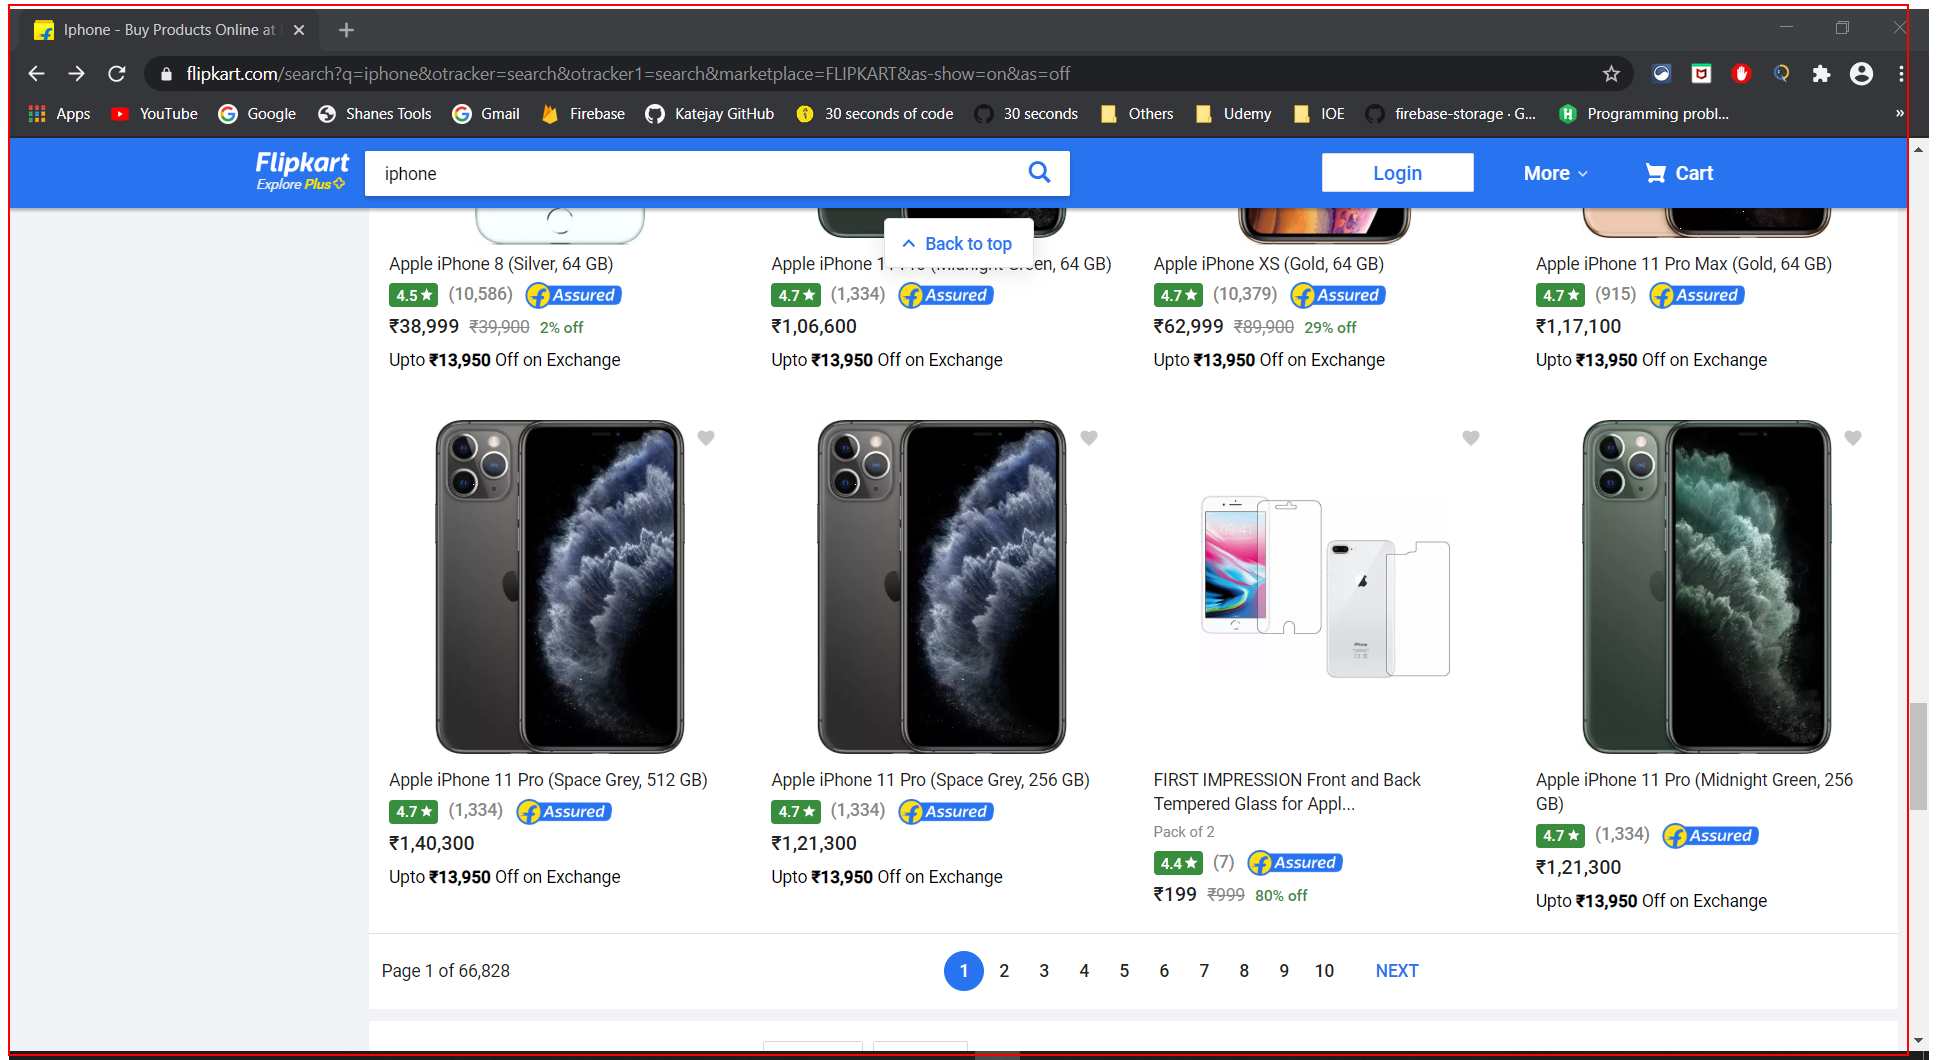 Iphone - Buy Products Online at
flipkart.com/search?q=iphone&otracker=search&otracker1=search&marketplace=FLIPKART&as-show=on&as=off
Apps YouTube Google Shanes Tools Gmail Firebase Katejay GitHub 30 seconds of code 30 seconds Others Udemy IOE firebase-storage · G... Programming probl... »
Flipkart
Explore Plus
iphone
Login More Cart
Back to top
Apple iPhone 8 (Silver, 64 GB)
4.5★ (10,586) Assured
₹38,999 ₹39,900 2% off
Upto ₹13,950 Off on Exchange
Apple iPhone 11 Pro (Midnight Green, 64 GB)
4.7★ (1,334) Assured
₹1,06,600
Upto ₹13,950 Off on Exchange
Apple iPhone XS (Gold, 64 GB)
4.7★ (10,379) Assured
₹62,999 ₹89,900 29% off
Upto ₹13,950 Off on Exchange
Apple iPhone 11 Pro Max (Gold, 64 GB)
4.7★ (915) Assured
₹1,17,100
Upto ₹13,950 Off on Exchange
Apple iPhone 11 Pro (Space Grey, 512 GB)
4.7★ (1,334) Assured
₹1,40,300
Upto ₹13,950 Off on Exchange
Apple iPhone 11 Pro (Space Grey, 256 GB)
4.7★ (1,334) Assured
₹1,21,300
Upto ₹13,950 Off on Exchange
FIRST IMPRESSION Front and Back
Tempered Glass for Appl...
Pack of 2
4.4★ (7) Assured
₹199 ₹999 80% off
Apple iPhone 11 Pro (Midnight Green, 256
GB)
4.7★ (1,334) Assured
₹1,21,300
Upto ₹13,950 Off on Exchange
Page 1 of 66,828
1 2 3 4 5 6 7 8 9 10 NEXT